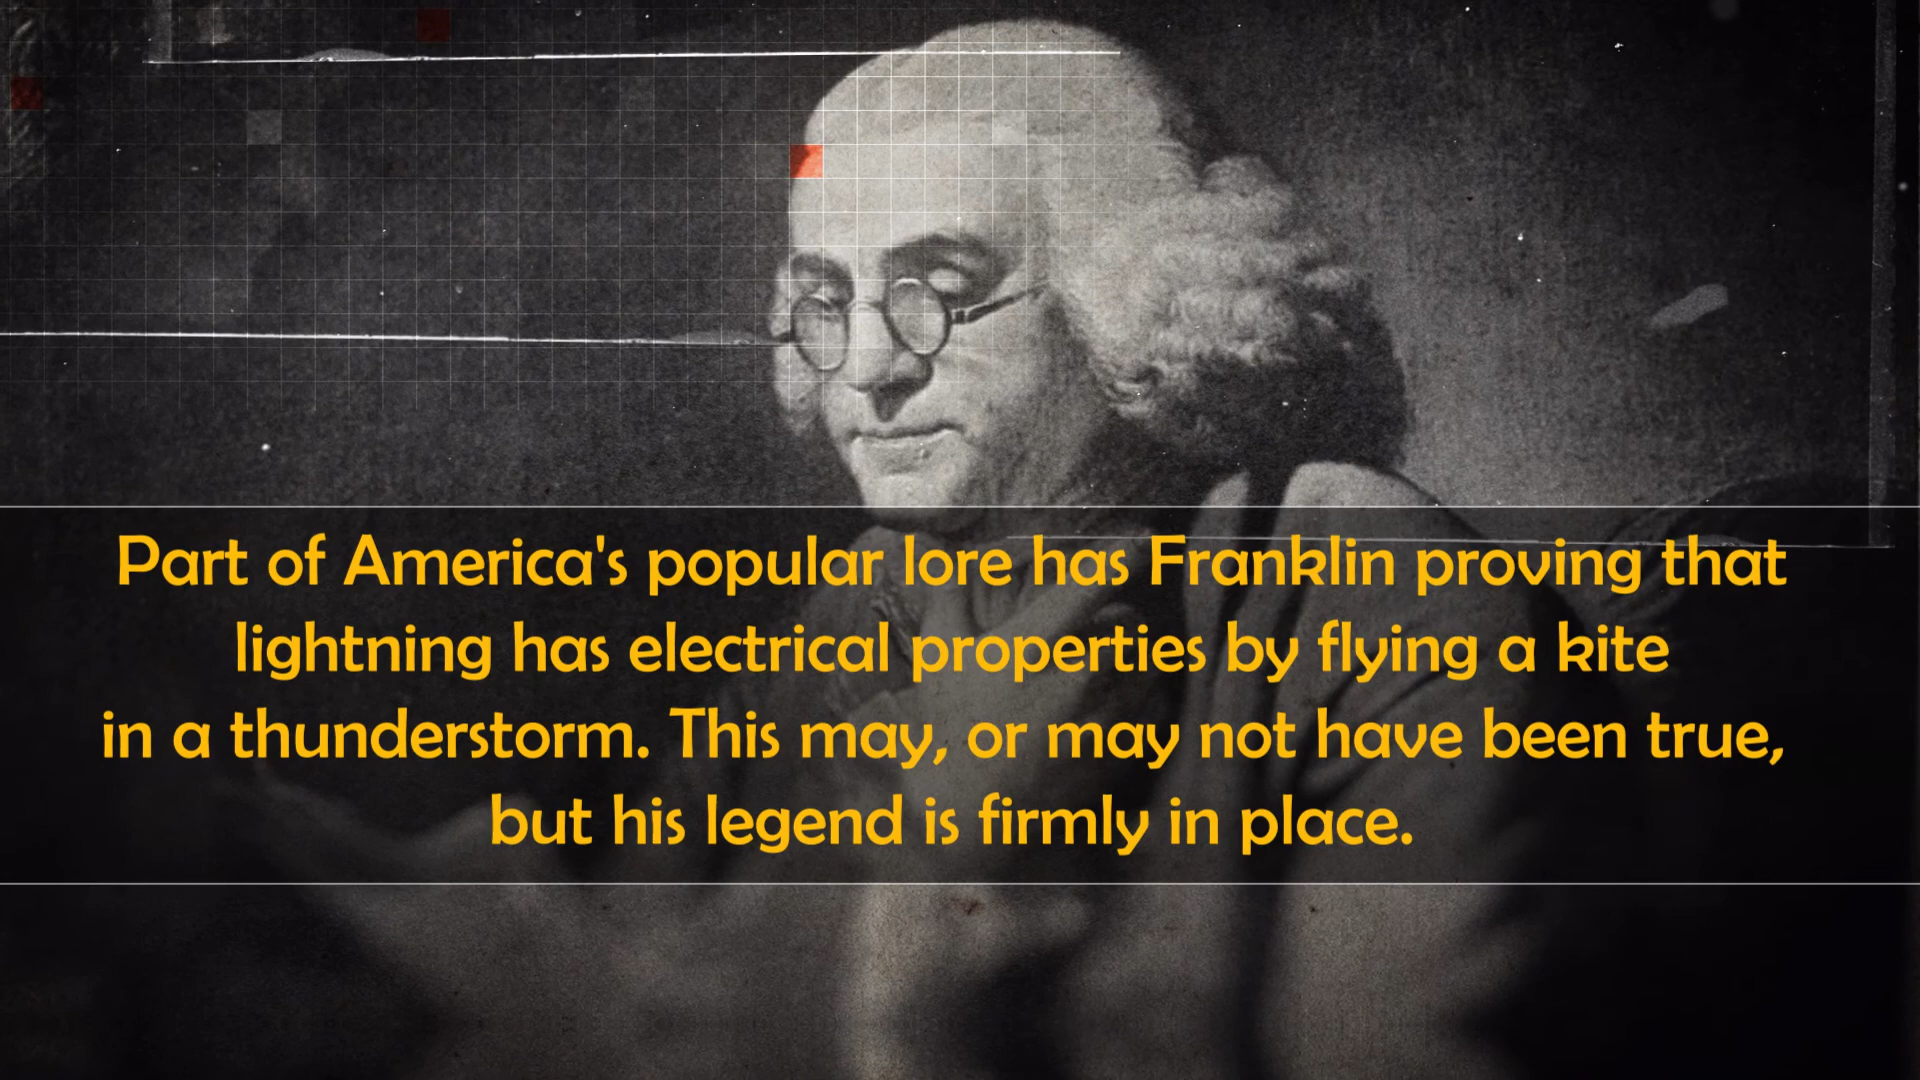 Part of America's popular lore has Franklin proving that
lightning has electrical properties by flying a kite
in a thunderstorm. This may, or may not have been true,
but his legend is firmly in place.